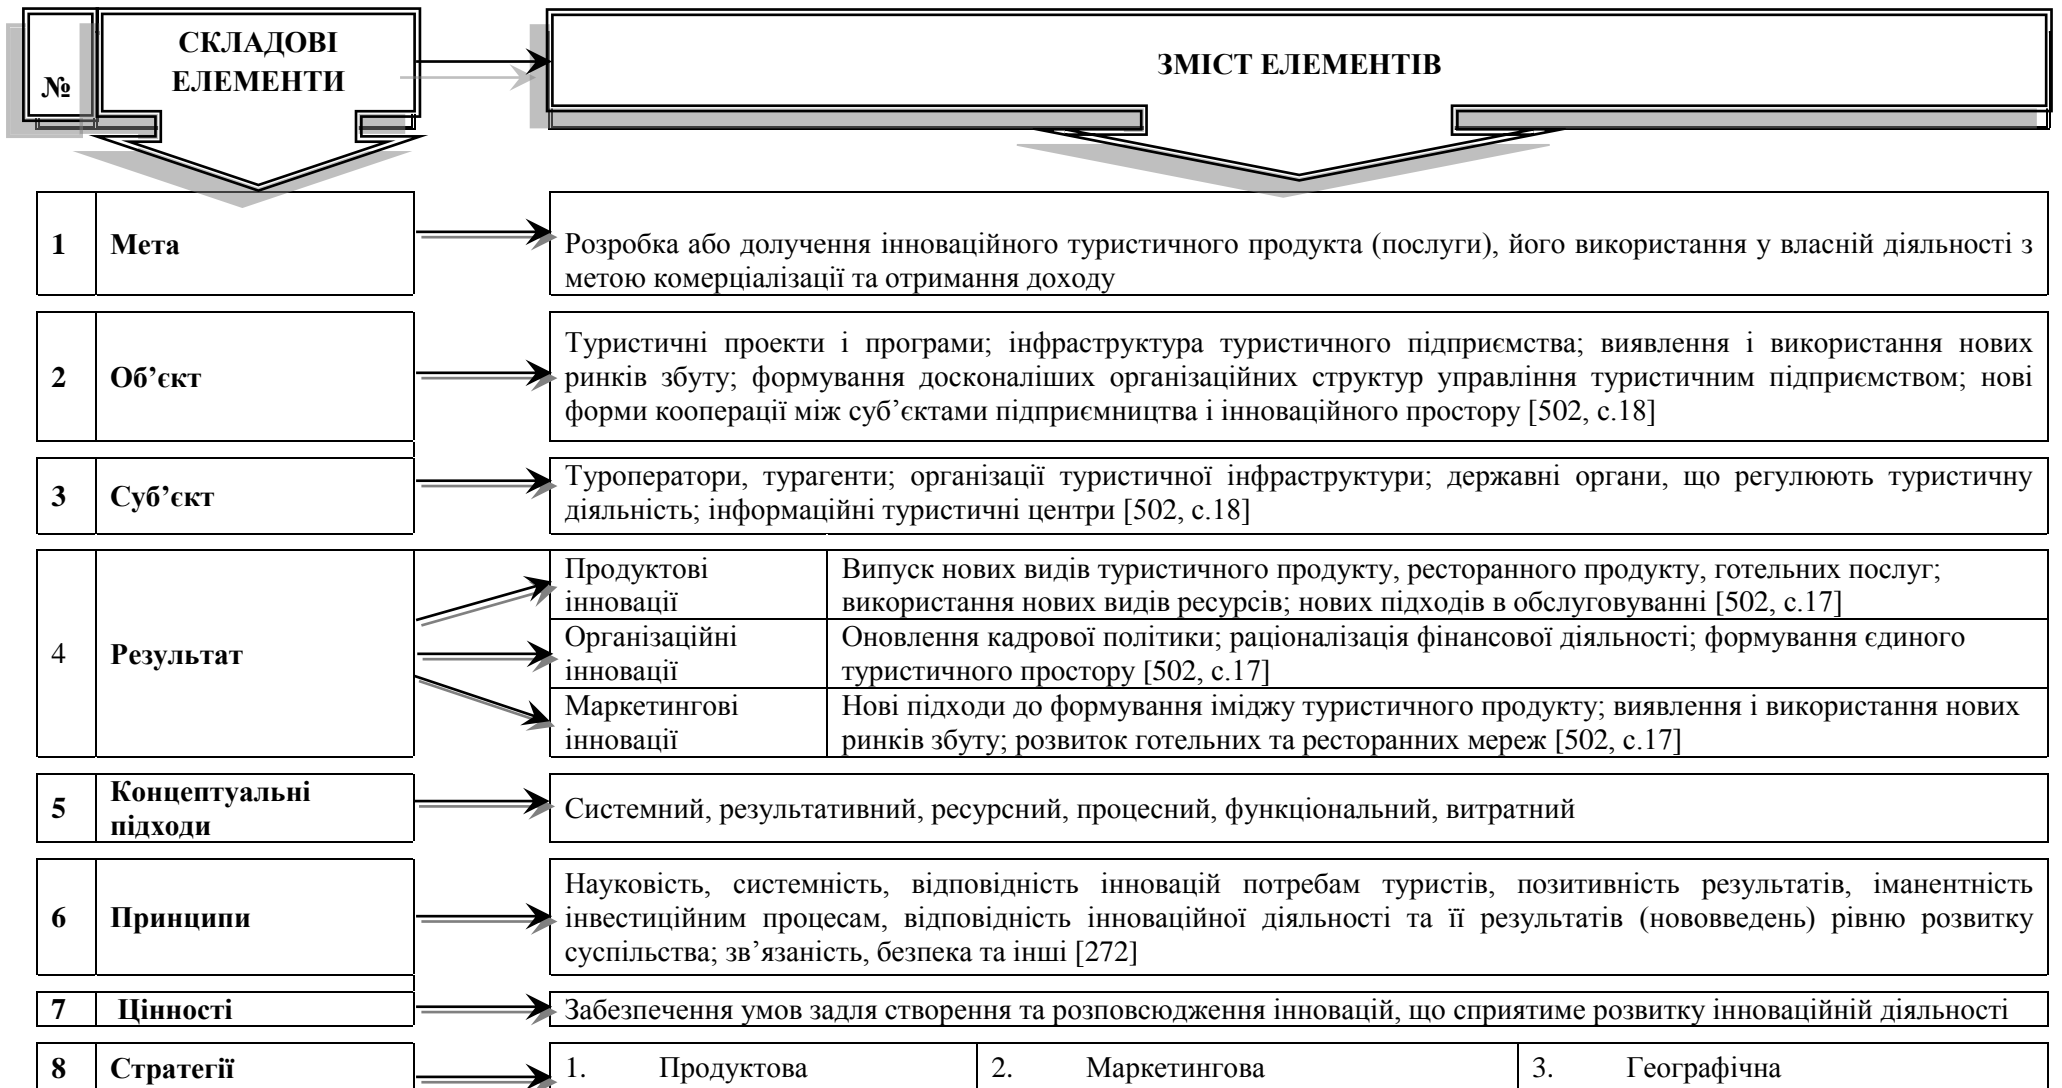 №
СКЛАДОВІ
ЕЛЕМЕНТИ
ЗМІСТ ЕЛЕМЕНТІВ
1
Мета
Розробка або долучення інноваційного туристичного продукта (послуги), його використання у власній діяльності з
метою комерціалізації та отримання доходу
2
Об’єкт
Туристичні проекти і програми; інфраструктура туристичного підприємства; виявлення і використання нових
ринків збуту; формування досконаліших організаційних структур управління туристичним підприємством; нові
форми кооперації між суб’єктами підприємництва і інноваційного простору [502, с.18]
3
Суб’єкт
Туроператори, турагенти; організації туристичної інфраструктури; державні органи, що регулюють туристичну
діяльність; інформаційні туристичні центри [502, с.18]
4
Результат
Продуктові
інновації
Випуск нових видів туристичного продукту, ресторанного продукту, готельних послуг;
використання нових видів ресурсів; нових підходів в обслуговуванні [502, с.17]
Організаційні
інновації
Оновлення кадрової політики; раціоналізація фінансової діяльності; формування єдиного
туристичного простору [502, с.17]
Маркетингові
інновації
Нові підходи до формування іміджу туристичного продукту; виявлення і використання нових
ринків збуту; розвиток готельних та ресторанних мереж [502, с.17]
5
Концептуальні
підходи
Системний, результативний, ресурсний, процесний, функціональний, витратний
6
Принципи
Науковість, системність, відповідність інновацій потребам туристів, позитивність результатів, іманентність
інвестиційним процесам, відповідність інноваційної діяльності та її результатів (нововведень) рівню розвитку
суспільства; зв’язаність, безпека та інші [272]
7
Цінності
Забезпечення умов задля створення та розповсюдження інновацій, що сприятиме розвитку інноваційній діяльності
8
Стратегії
1. Продуктова
2. Маркетингова
3. Географічна